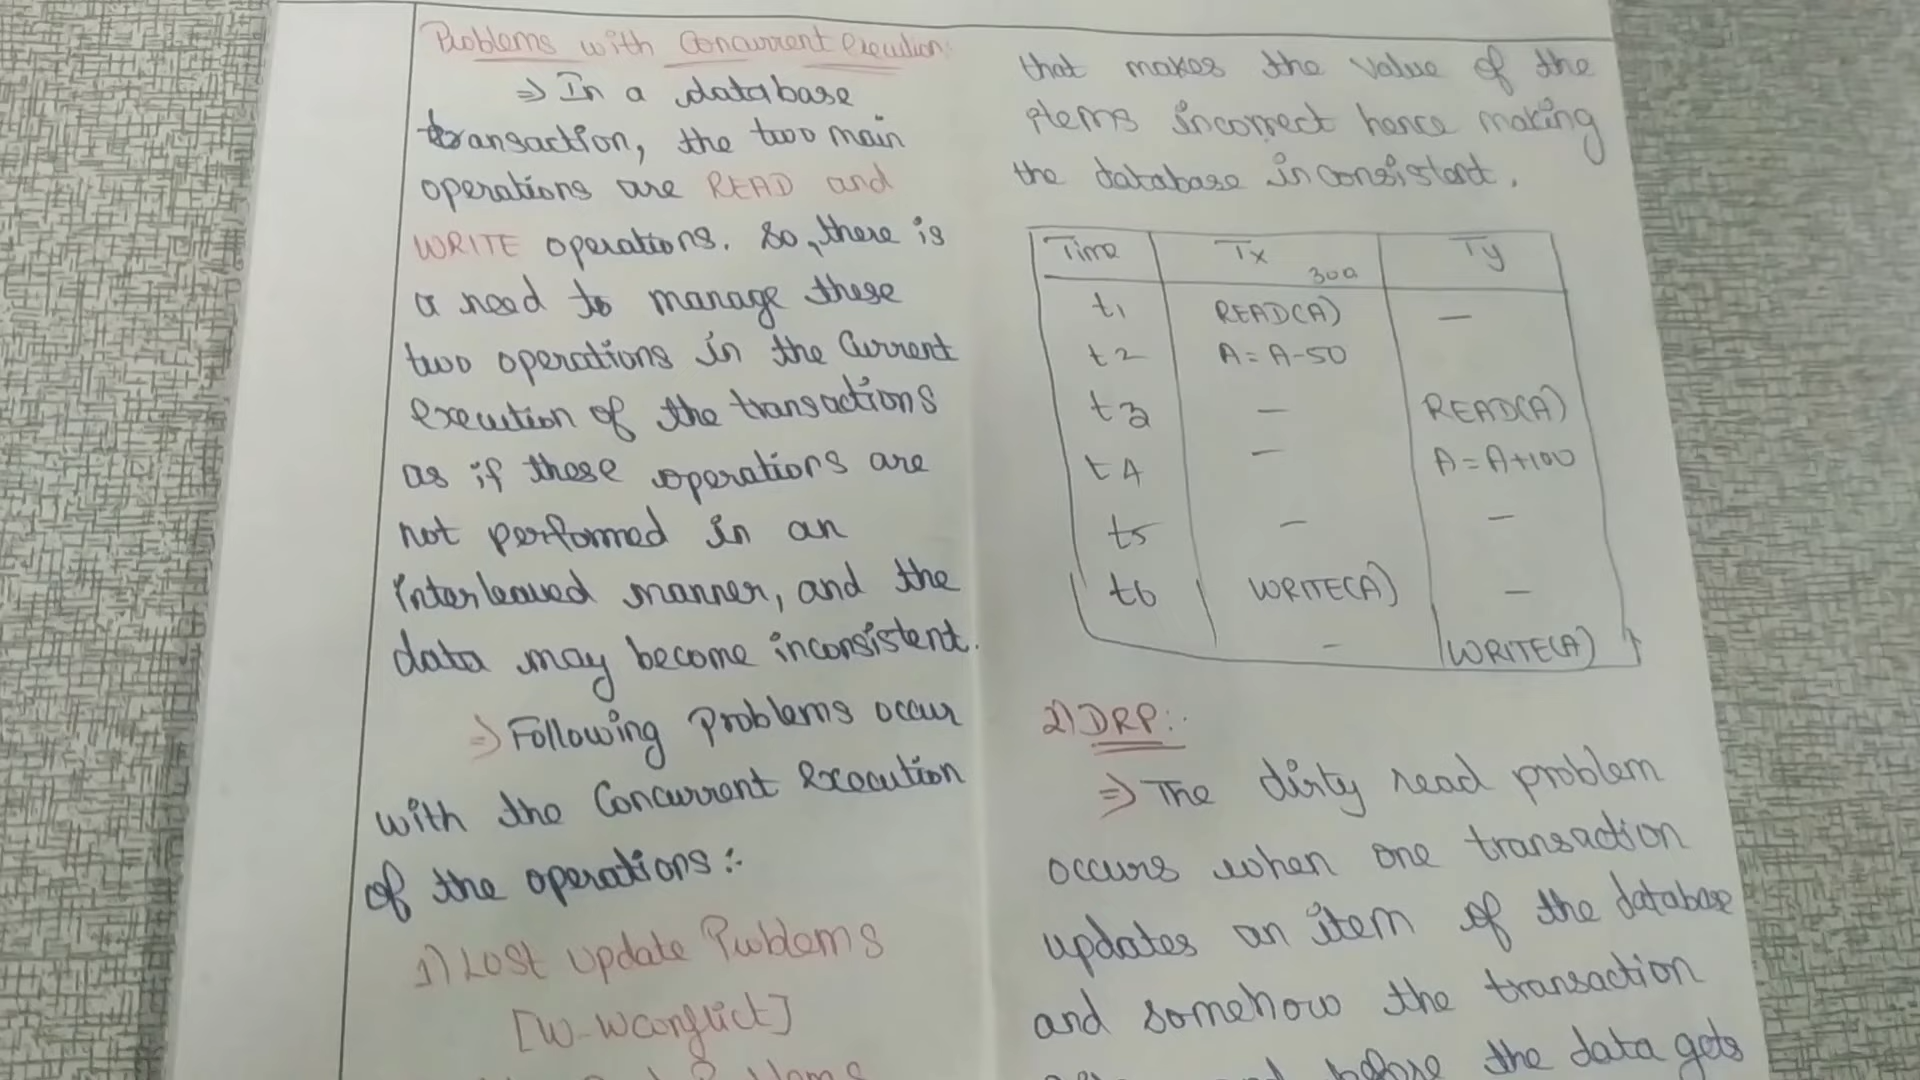 Problems with Concurrent Execution
⇒ In a database
transaction, the two main
operations are READ and
WRITE operations. So, there is
a need to manage these
two operations in the Current
execution of the transactions
as if these operations are
not performed in an
interleaved manner, and the
data may become inconsistent.
⇒ Following Problems occur
with the Concurrent Execution
of the operations :-
1) Lost Update Problems
[W-W Conflict]
that makes the value of the
items incorrect hence making
the database inconsistent.
Time Tx Ty
300
t1 READ(A) —
t2 A = A-50
t3 — READ(A)
t4 — A = A+100
t5 — —
t6 WRITE(A) —
— WRITE(A)
2) DRP:-
⇒ The dirty read problem
occurs when one transaction
updates an item of the database
and somehow the transaction
before the data gets